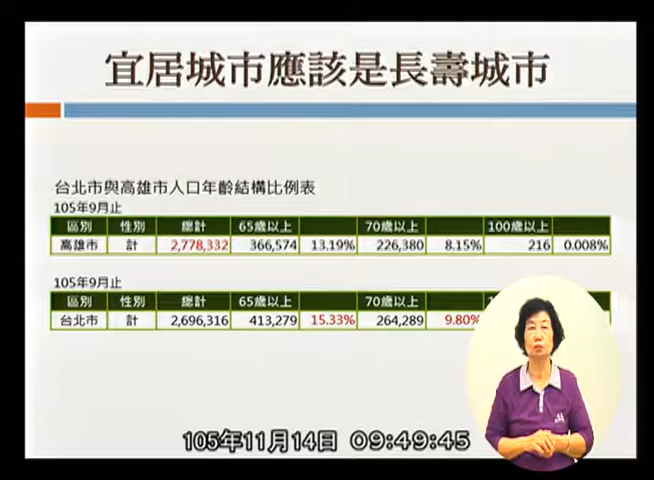 宜居城市應該是長壽城市
台北市與高雄市人口年齡結構比例表
105年9月止
區別 性別 總計 65歲以上 70歲以上 100歲以上
高雄市 計 2,778,332 366,574 13.19% 226,380 8.15% 216 0.008%
105年9月止
區別 性別 總計 65歲以上 70歲以上
台北市 計 2,696,316 413,279 15.33% 264,289 9.80%
105年11月14日 09:49:45